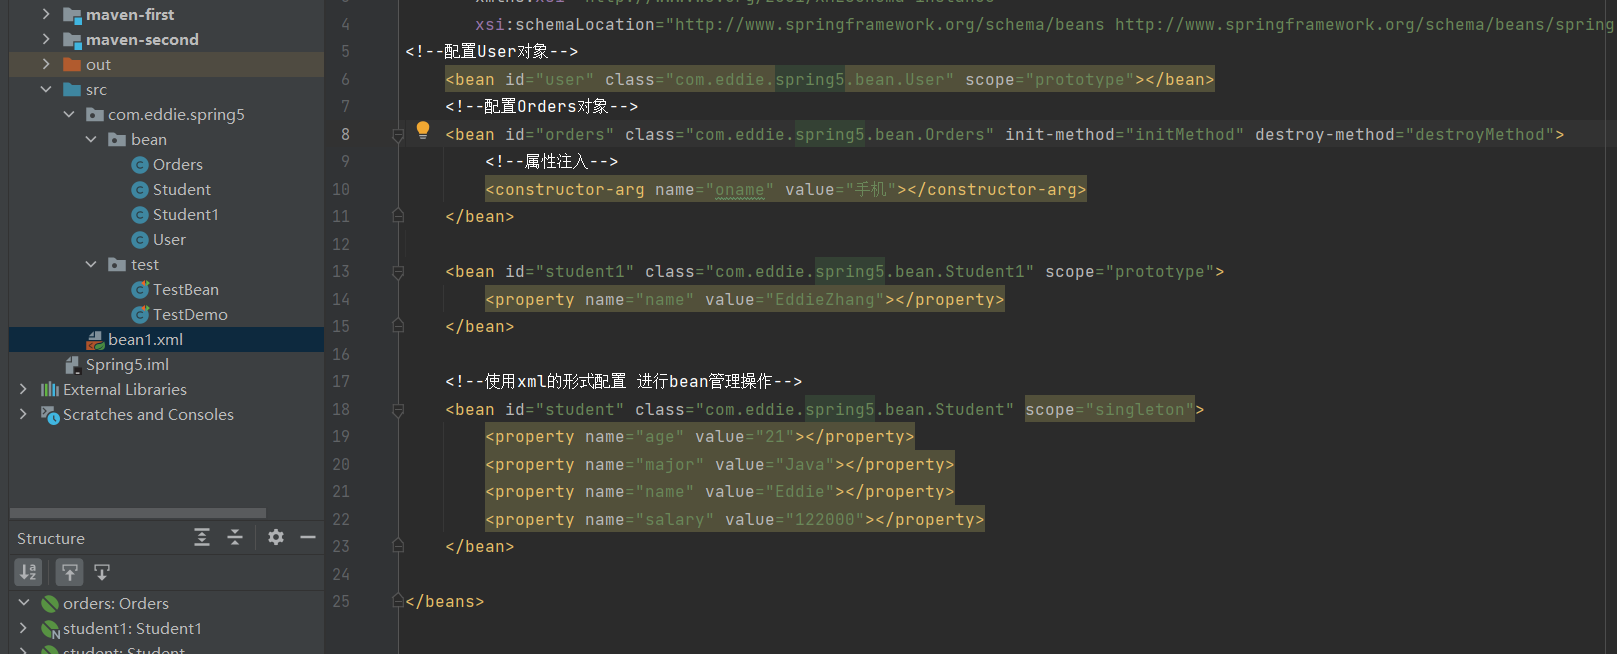 maven-first
maven-second
out
src
com.eddie.spring5
bean
Orders
Student
Student1
User
test
TestBean
TestDemo
bean1.xml
Spring5.iml
External Libraries
Scratches and Consoles
Structure
orders: Orders
student1: Student1
student: Student
4 xsi:schemaLocation="http://www.springframework.org/schema/beans http://www.springframework.org/schema/beans/spring
5 <!--配置User对象-->
6 <bean id="user" class="com.eddie.spring5.bean.User" scope="prototype"></bean>
7 <!--配置Orders对象-->
8 <bean id="orders" class="com.eddie.spring5.bean.Orders" init-method="initMethod" destroy-method="destroyMethod">
9 <!--属性注入-->
10 <constructor-arg name="oname" value="手机"></constructor-arg>
11 </bean>
12
13 <bean id="student1" class="com.eddie.spring5.bean.Student1" scope="prototype">
14 <property name="name" value="EddieZhang"></property>
15 </bean>
16
17 <!--使用xml的形式配置 进行bean管理操作-->
18 <bean id="student" class="com.eddie.spring5.bean.Student" scope="singleton">
19 <property name="age" value="21"></property>
20 <property name="major" value="Java"></property>
21 <property name="name" value="Eddie"></property>
22 <property name="salary" value="122000"></property>
23 </bean>
24
25 </beans>